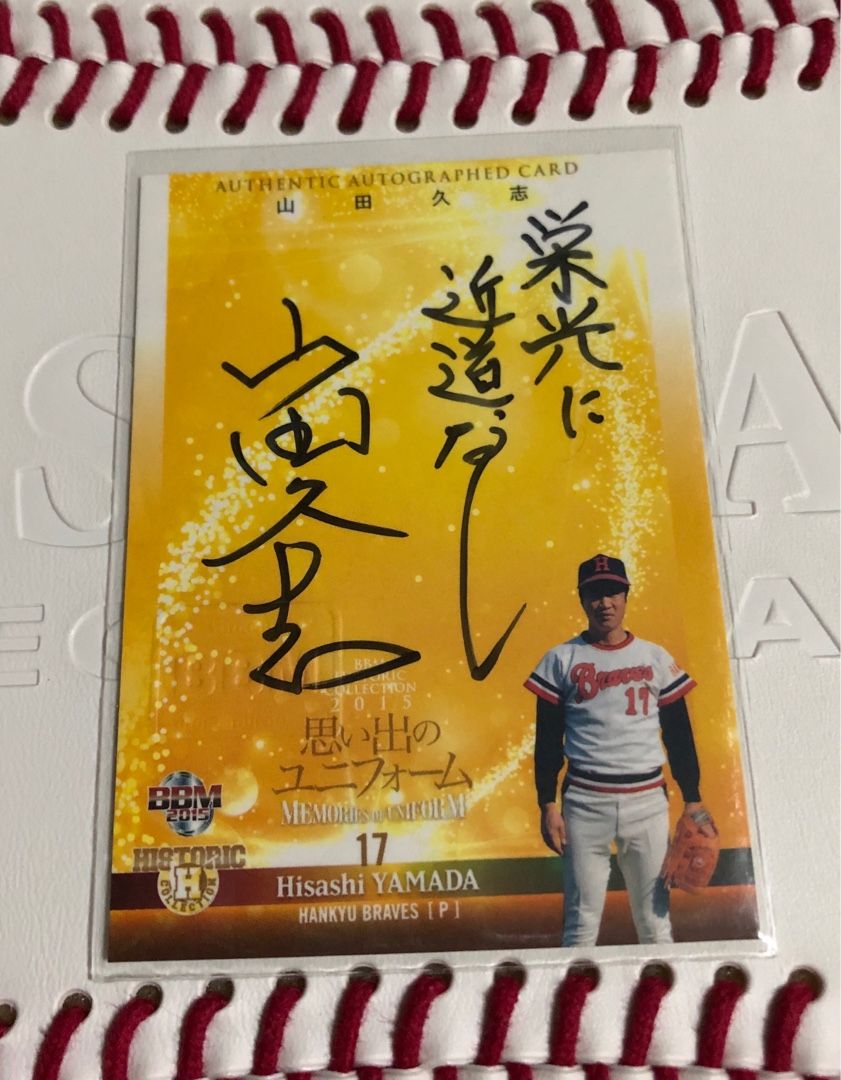 AUTHENTIC AUTOGRAPHED CARD
山田久志
栄光に
近道なし
山田久志
BBM
HISTORIC
COLLECTION
2015
思い出の
ユニフォーム
MEMORIES OF UNIFORM
BBM
2015
HISTORIC
H
COLLECTION
17
Hisashi YAMADA
HANKYU BRAVES [P]
H
Braves
17